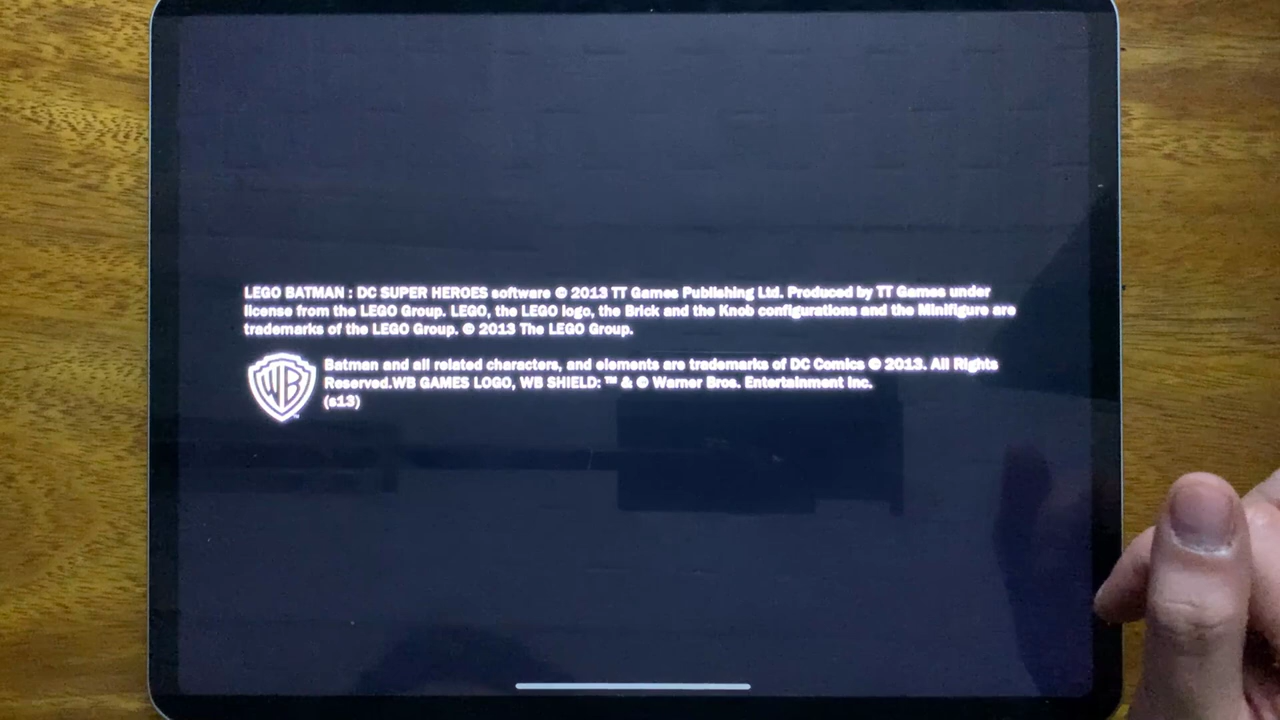 LEGO BATMAN : DC SUPER HEROES software © 2013 TT Games Publishing Ltd. Produced by TT Games under
license from the LEGO Group. LEGO, the LEGO logo, the Brick and the Knob configurations and the Minifigure are
trademarks of the LEGO Group. © 2013 The LEGO Group.
WB
Batman and all related characters, and elements are trademarks of DC Comics © 2013. All Rights
Reserved.WB GAMES LOGO, WB SHIELD: ™ & © Warner Bros. Entertainment Inc.
(s13)